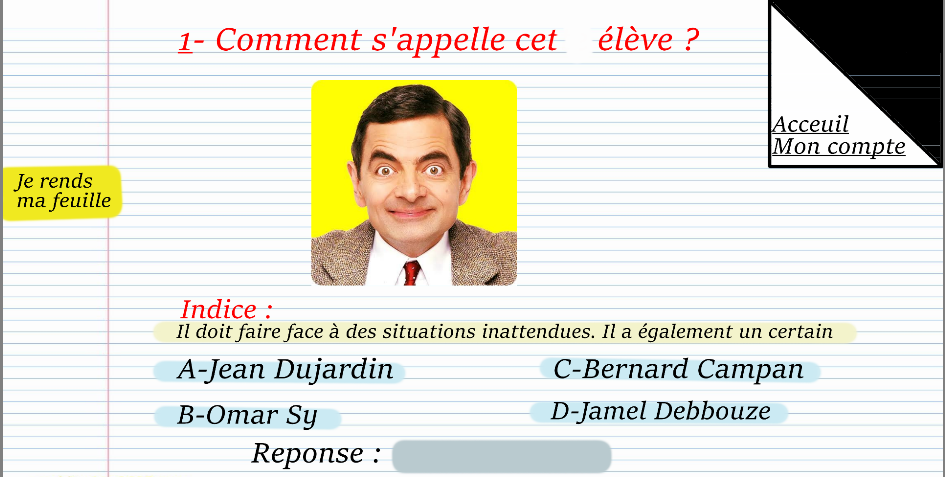 1- Comment s'appelle cet élève ?
Acceuil
Mon compte
Je rends
ma feuille
Indice :
Il doit faire face à des situations inattendues. Il a également un certain
A-Jean Dujardin
C-Bernard Campan
B-Omar Sy
D-Jamel Debbouze
Reponse :